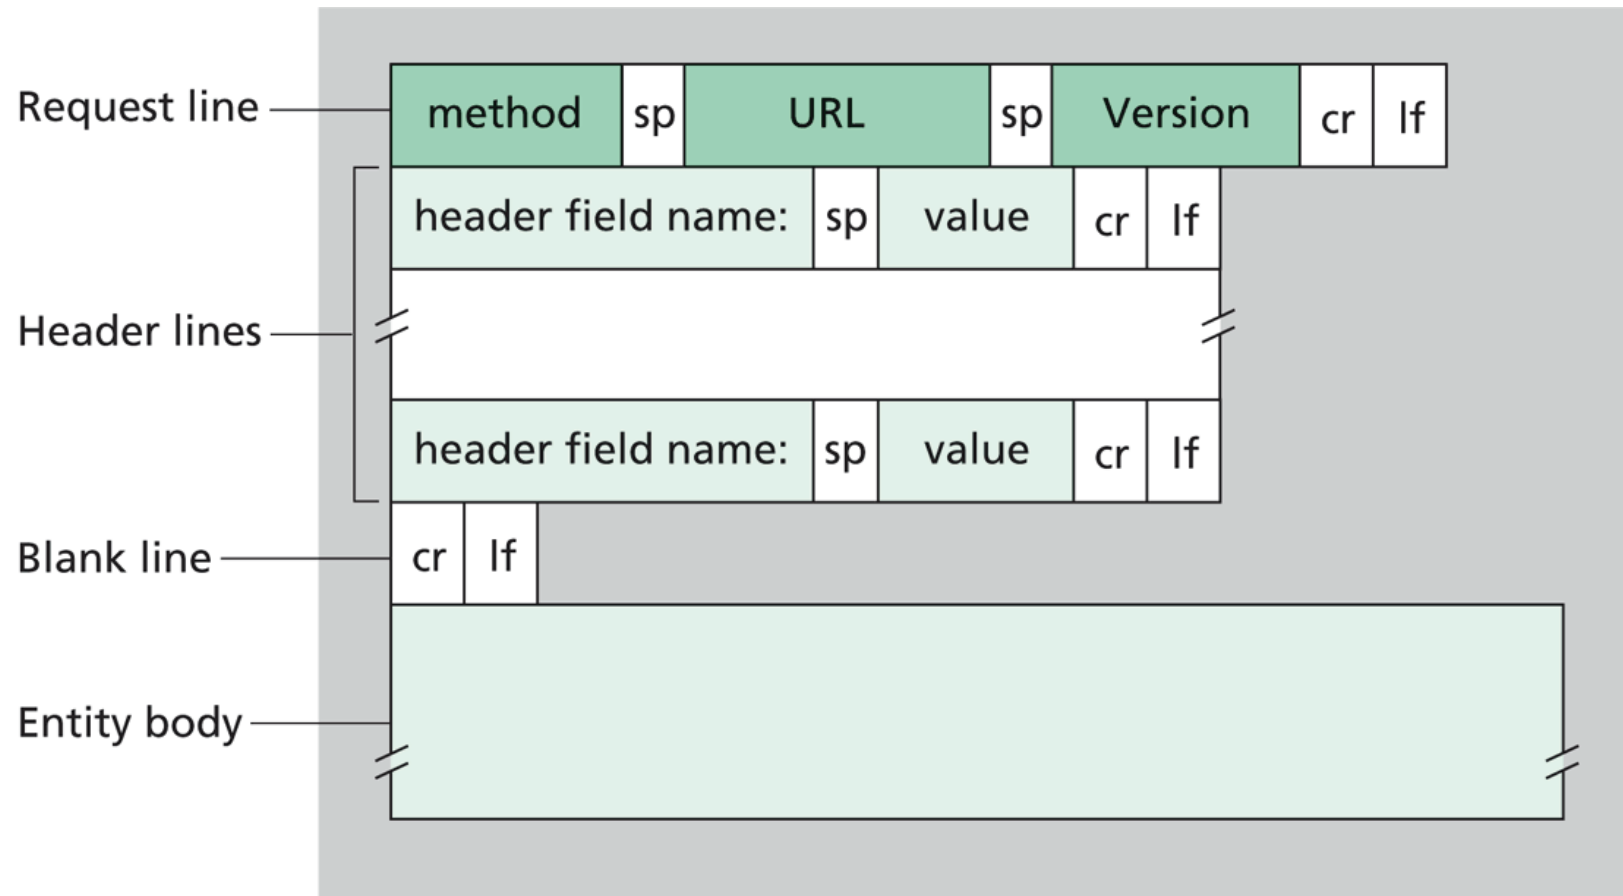 Request line method sp URL sp Version cr lf
header field name: sp value cr lf
Header lines
header field name: sp value cr lf
Blank line cr lf
Entity body